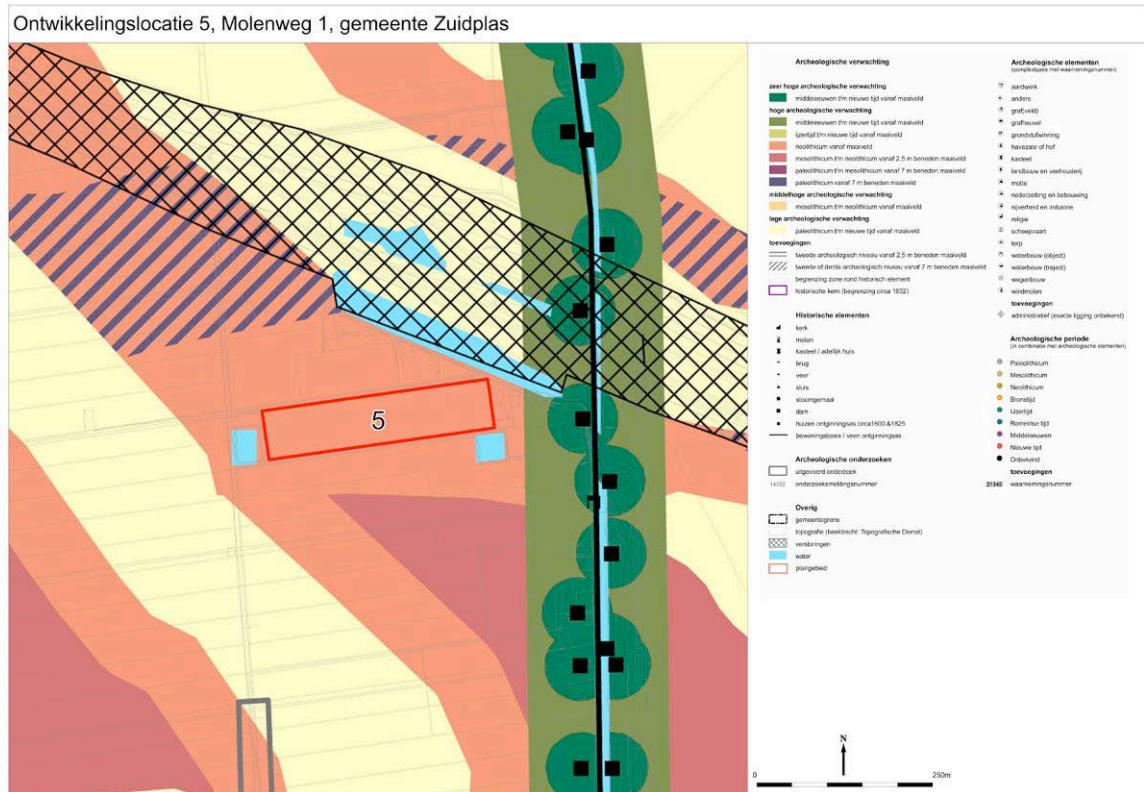 Ontwikkelingslocatie 5, Molenweg 1, gemeente Zuidplas
5
Archeologische verwachting
zeer hoge archeologische verwachting
middeleeuwen t/m nieuwe tijd vanaf maaiveld
hoge archeologische verwachting
middeleeuwen t/m nieuwe tijd vanaf maaiveld
ijzertijd t/m nieuwe tijd vanaf maaiveld
neolithicum vanaf maaiveld
mesolithicum t/m neolithicum vanaf 2,5 m beneden maaiveld
paleolithicum t/m mesolithicum vanaf 7 m beneden maaiveld
paleolithicum vanaf 7 m beneden maaiveld
middelhoge archeologische verwachting
mesolithicum t/m neolithicum vanaf maaiveld
lage archeologische verwachting
paleolithicum t/m nieuwe tijd vanaf maaiveld
toevoegingen
tweede archeologisch niveau vanaf 2,5 m beneden maaiveld
tweede of derde archeologisch niveau vanaf 7 m beneden maaiveld
begrenzing zone rond historisch element
historische kern (begrenzing circa 1832)
Historische elementen
kerk
molen
kasteel / adellijk huis
brug
veer
sluis
stoomgemaal
dam
huizen ontginningsas circa1600 &1825
bewoningsbasis / veen ontginningsas
Archeologische onderzoeken
uitgevoerd onderzoek
onderzoeksmeldingsnummer
Overig
gemeentegrens
topografie (beeldrecht: Topografische Dienst)
verstoringen
water
plangebied
Archeologische elementen
(complextypes met waarnemingsnummer)
aardwerk
anders
graf(veld)
grafheuvel
grondstofwinning
havezate of hof
kasteel
landbouw en veehouderij
motte
nederzetting en bebouwing
nijverheid en industrie
religie
scheepvaart
terp
waterbouw (object)
waterbouw (traject)
wegenbouw
windmolen
toevoegingen
administratief (exacte ligging onbekend)
Archeologische periode
(in combinatie met archeologische elementen)
Paleolithicum
Mesolithicum
Neolithicum
Bronstijd
IJzertijd
Romeinse tijd
Middeleeuwen
Nieuwe tijd
Onbekend
toevoegingen
21345 waarnemingsnummer
N
0 250m